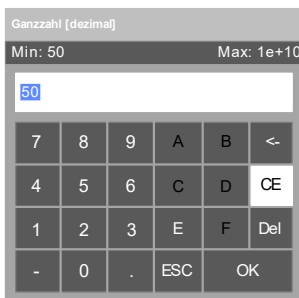 Ganzzahl [dezimal]
Min: 50 Max: 1e+10
50
7 8 9 A B <-
4 5 6 C D CE
1 2 3 E F Del
- 0 . ESC OK